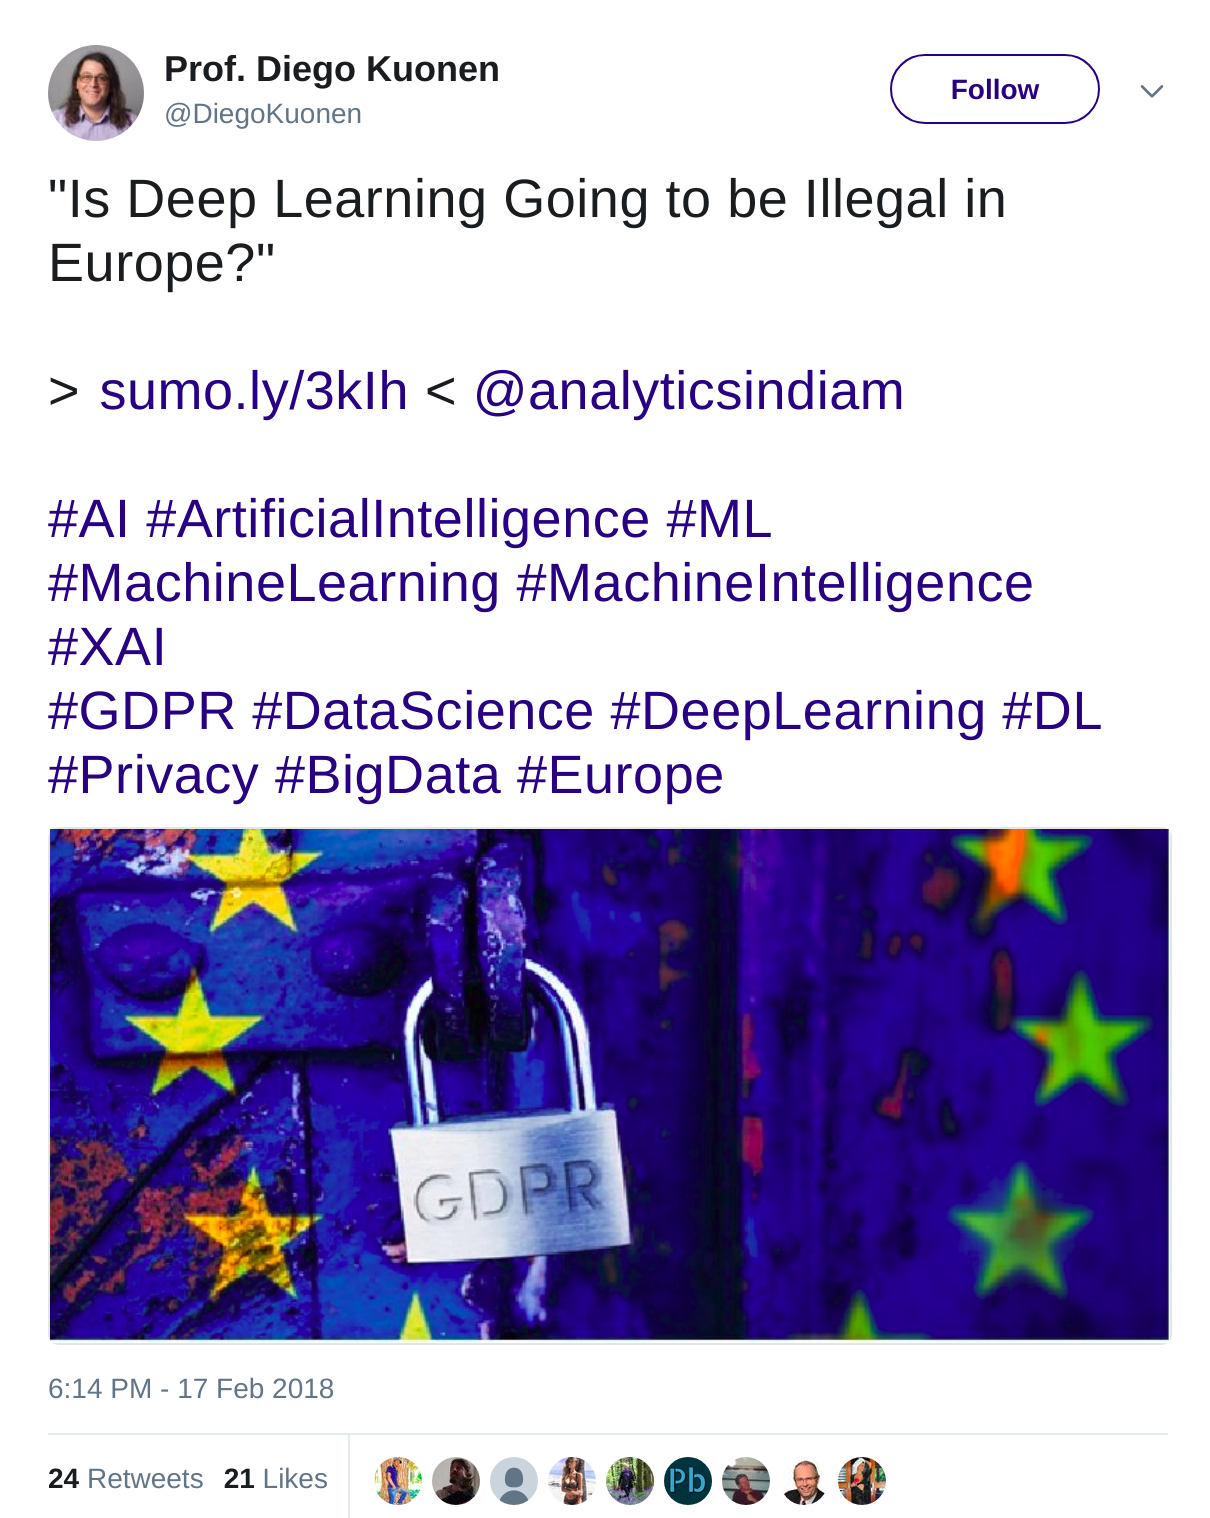 Prof. Diego Kuonen
@DiegoKuonen
Follow
"Is Deep Learning Going to be Illegal in
Europe?"
> sumo.ly/3kIh < @analyticsindiam
#AI #ArtificialIntelligence #ML
#MachineLearning #MachineIntelligence
#XAI
#GDPR #DataScience #DeepLearning #DL
#Privacy #BigData #Europe
GDPR
6:14 PM - 17 Feb 2018
24 Retweets 21 Likes
Pb